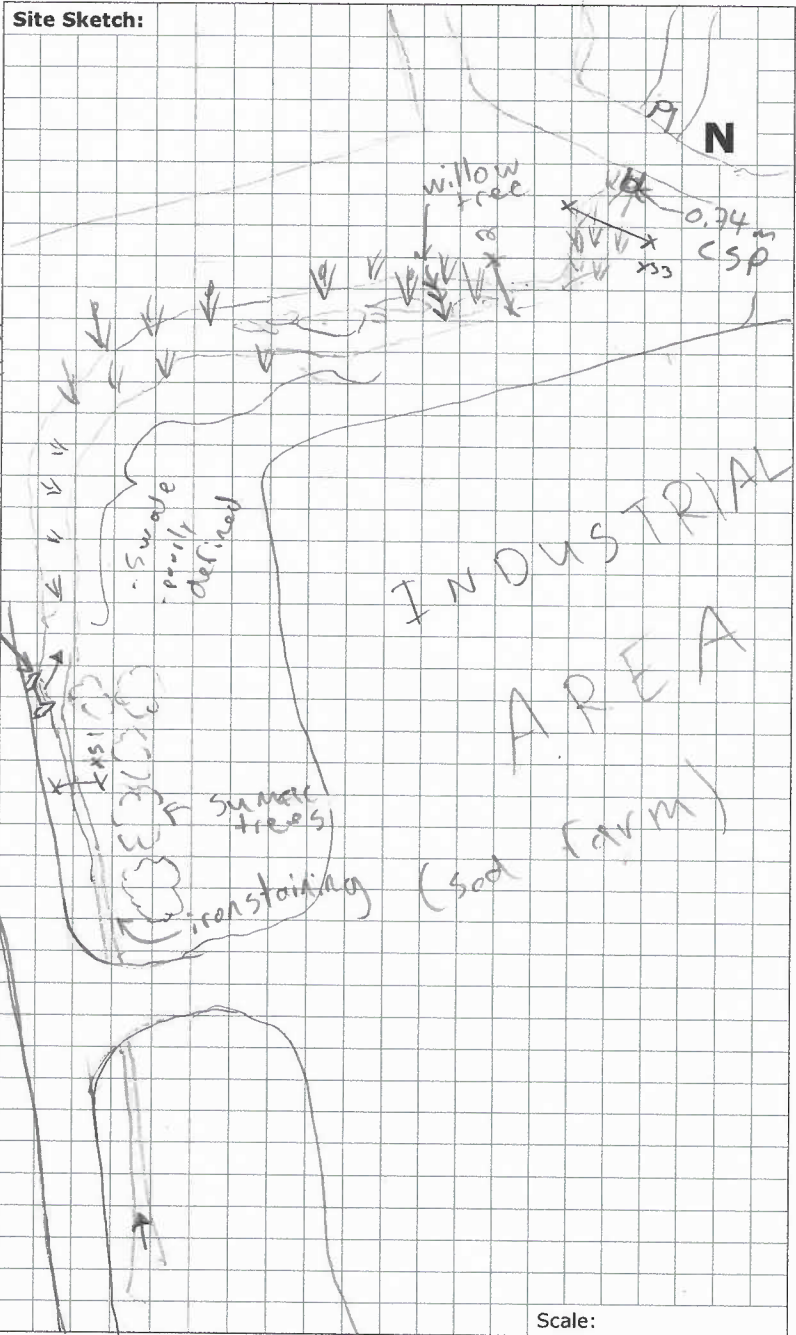 Site Sketch:
N
willow
tree
0.74 m
CSP
XS3
- swale
poorly
defined
INDUSTRIAL
AREA
(sod farm)
XS1
sumac
trees
ironstaining
Scale: